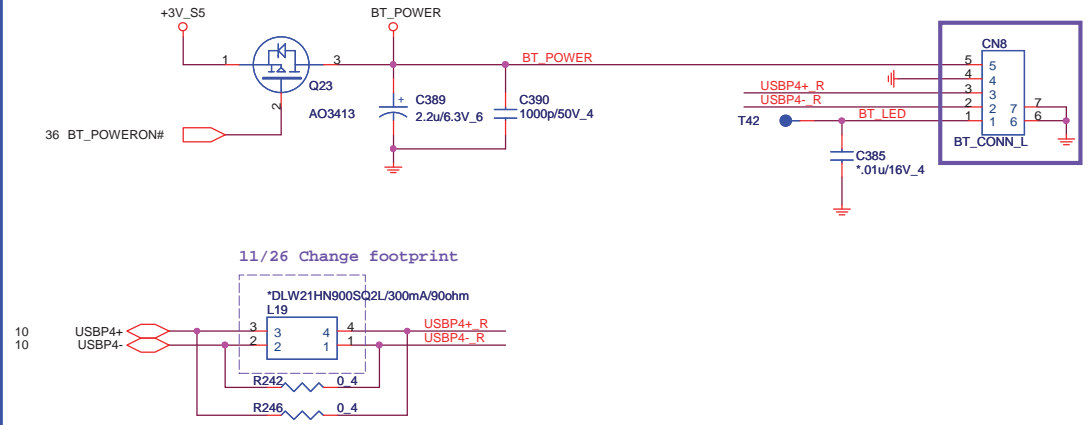 +3V_S5
BT_POWER
CN8
1
3
BT_POWER
5
5
Q23
4
4
USBP4+_R
3
3
C389
C390
USBP4-_R
2
2
7
7
2
AO3413
2.2u/6.3V_6
1000p/50V_4
T42
BT_LED
1
1
6
6
36 BT_POWERON#
+
BT_CONN_L
C385
*.01u/16V_4
11/26 Change footprint
*DLW21HN900SQ2L/300mA/90ohm
L19
10
USBP4+
3
3
4
4
USBP4+_R
10
USBP4-
2
2
1
1
USBP4-_R
R242
0_4
R246
0_4